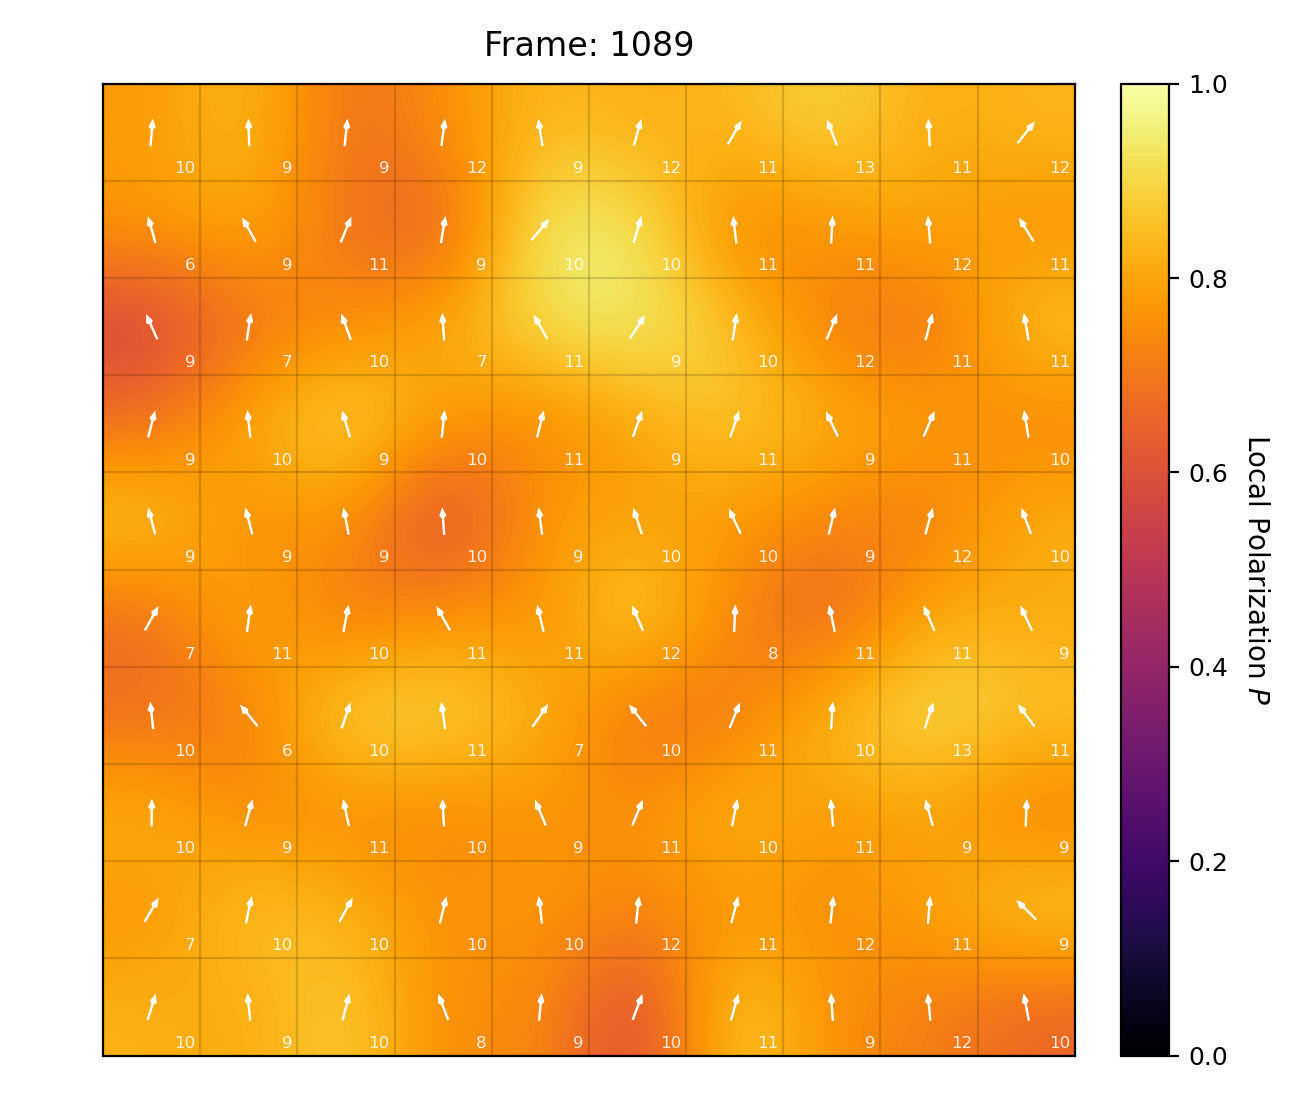 Frame: 1089
10 9 9 12 9 12 11 13 11 12
6 9 11 9 10 10 11 11 12 11
9 7 10 7 11 9 10 12 11 11
9 10 9 10 11 9 11 9 11 10
9 9 9 10 9 10 10 9 12 10
7 11 10 11 11 12 8 11 11 9
10 6 10 11 7 10 11 10 13 11
10 9 11 10 9 11 10 11 9 9
7 10 10 10 10 12 11 12 11 9
10 9 10 8 9 10 11 9 12 10
1.0
0.8
0.6
0.4
0.2
0.0
Local Polarization P